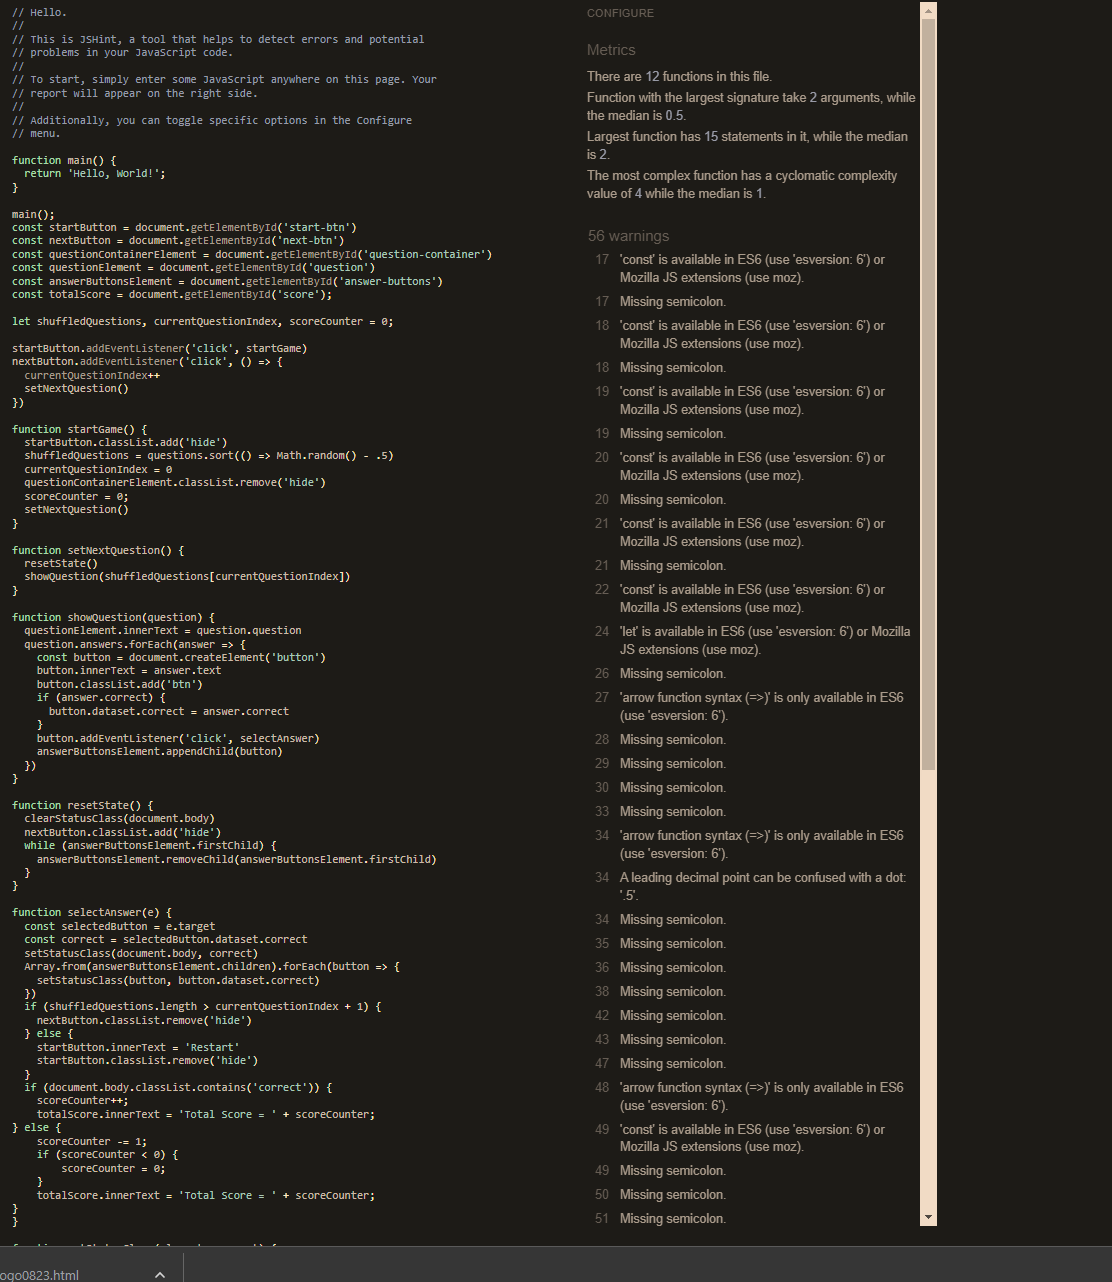 // Hello.
//
// This is JSHint, a tool that helps to detect errors and potential
// problems in your JavaScript code.
//
// To start, simply enter some JavaScript anywhere on this page. Your
// report will appear on the right side.
//
// Additionally, you can toggle specific options in the Configure
// menu.
function main() {
return 'Hello, World!';
}
main();
const startButton = document.getElementById('start-btn')
const nextButton = document.getElementById('next-btn')
const questionContainerElement = document.getElementById('question-container')
const questionElement = document.getElementById('question')
const answerButtonsElement = document.getElementById('answer-buttons')
const totalScore = document.getElementById('score');
let shuffledQuestions, currentQuestionIndex, scoreCounter = 0;
startButton.addEventListener('click', startGame)
nextButton.addEventListener('click', () => {
currentQuestionIndex++
setNextQuestion()
})
function startGame() {
startButton.classList.add('hide')
shuffledQuestions = questions.sort(() => Math.random() - .5)
currentQuestionIndex = 0
questionContainerElement.classList.remove('hide')
scoreCounter = 0;
setNextQuestion()
}
function setNextQuestion() {
resetState()
showQuestion(shuffledQuestions[currentQuestionIndex])
}
function showQuestion(question) {
questionElement.innerText = question.question
question.answers.forEach(answer => {
const button = document.createElement('button')
button.innerText = answer.text
button.classList.add('btn')
if (answer.correct) {
button.dataset.correct = answer.correct
}
button.addEventListener('click', selectAnswer)
answerButtonsElement.appendChild(button)
})
}
function resetState() {
clearStatusClass(document.body)
nextButton.classList.add('hide')
while (answerButtonsElement.firstChild) {
answerButtonsElement.removeChild(answerButtonsElement.firstChild)
}
}
function selectAnswer(e) {
const selectedButton = e.target
const correct = selectedButton.dataset.correct
setStatusClass(document.body, correct)
Array.from(answerButtonsElement.children).forEach(button => {
setStatusClass(button, button.dataset.correct)
})
if (shuffledQuestions.length > currentQuestionIndex + 1) {
nextButton.classList.remove('hide')
} else {
startButton.innerText = 'Restart'
startButton.classList.remove('hide')
}
if (document.body.classList.contains('correct')) {
scoreCounter++;
totalScore.innerText = 'Total Score = ' + scoreCounter;
} else {
scoreCounter -= 1;
if (scoreCounter < 0) {
scoreCounter = 0;
}
totalScore.innerText = 'Total Score = ' + scoreCounter;
}
}
CONFIGURE
Metrics
There are 12 functions in this file.
Function with the largest signature take 2 arguments, while
the median is 0.5.
Largest function has 15 statements in it, while the median
is 2.
The most complex function has a cyclomatic complexity
value of 4 while the median is 1.
56 warnings
17 'const' is available in ES6 (use 'esversion: 6') or
Mozilla JS extensions (use moz).
17 Missing semicolon.
18 'const' is available in ES6 (use 'esversion: 6') or
Mozilla JS extensions (use moz).
18 Missing semicolon.
19 'const' is available in ES6 (use 'esversion: 6') or
Mozilla JS extensions (use moz).
19 Missing semicolon.
20 'const' is available in ES6 (use 'esversion: 6') or
Mozilla JS extensions (use moz).
20 Missing semicolon.
21 'const' is available in ES6 (use 'esversion: 6') or
Mozilla JS extensions (use moz).
21 Missing semicolon.
22 'const' is available in ES6 (use 'esversion: 6') or
Mozilla JS extensions (use moz).
24 'let' is available in ES6 (use 'esversion: 6') or Mozilla
JS extensions (use moz).
26 Missing semicolon.
27 'arrow function syntax (=>)' is only available in ES6
(use 'esversion: 6').
28 Missing semicolon.
29 Missing semicolon.
30 Missing semicolon.
33 Missing semicolon.
34 'arrow function syntax (=>)' is only available in ES6
(use 'esversion: 6').
34 A leading decimal point can be confused with a dot:
'.5'.
34 Missing semicolon.
35 Missing semicolon.
36 Missing semicolon.
38 Missing semicolon.
42 Missing semicolon.
43 Missing semicolon.
47 Missing semicolon.
48 'arrow function syntax (=>)' is only available in ES6
(use 'esversion: 6').
49 'const' is available in ES6 (use 'esversion: 6') or
Mozilla JS extensions (use moz).
49 Missing semicolon.
50 Missing semicolon.
51 Missing semicolon.
ogo0823.html